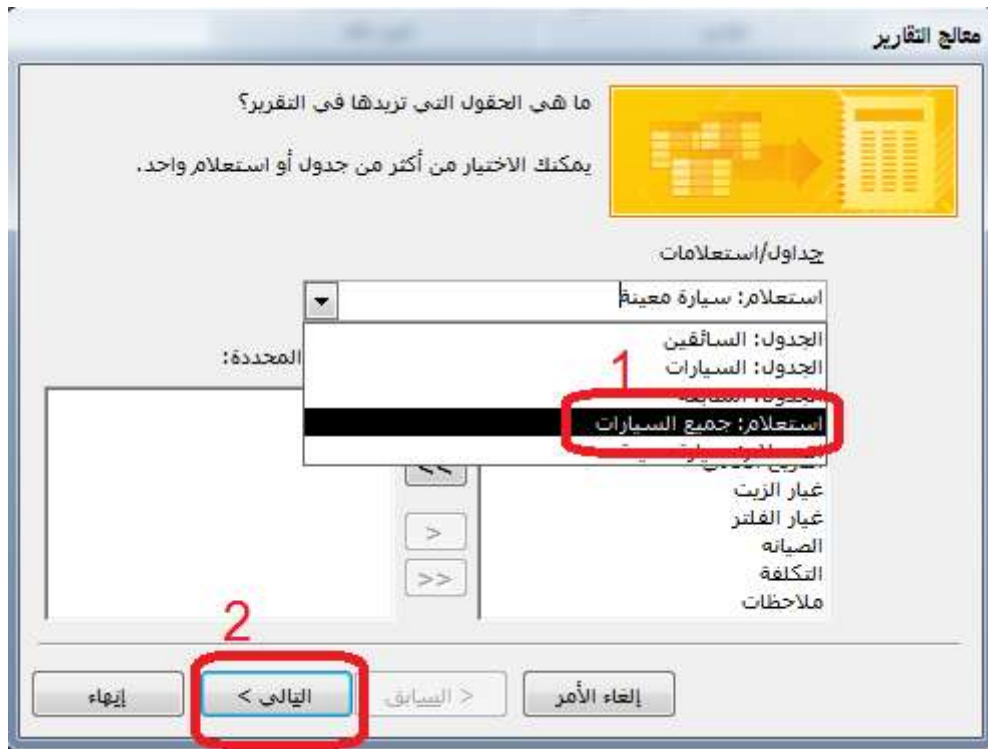 معالج التقارير
ما هي الحقول التي تريدها في التقرير؟
يمكنك الاختيار من أكثر من جدول أو استعلام واحد.
جداول/استعلامات
استعلام: سيارة معينة
الجدول: السائقين
الجدول: السيارات
1
المحددة:
استعلام: جميع السيارات
<<
غيار الزيت
غيار الفلتر
>
الصيانه
<<
التكلفة
ملاحظات
2
إلغاء الأمر
< السابق
التالي >
إنهاء